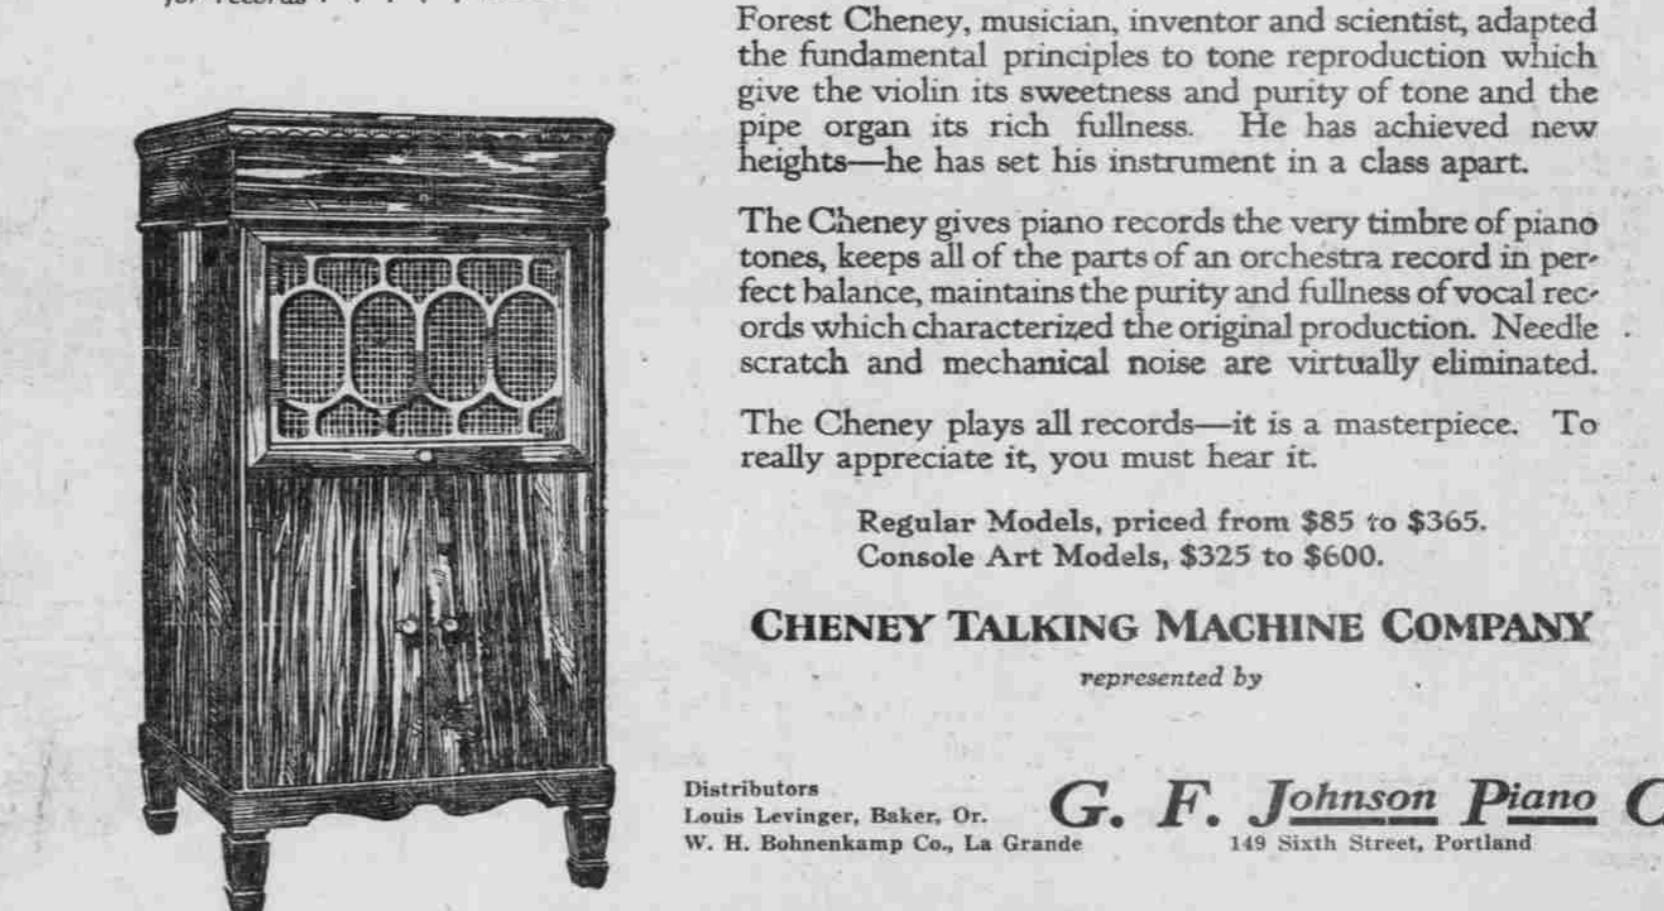 for records
Forest Cheney, musician, inventor and scientist, adapted
the fundamental principles to tone reproduction which
give the violin its sweetness and purity of tone and the
pipe organ its rich fullness. He has achieved new
heights—he has set his instrument in a class apart.
The Cheney gives piano records the very timbre of piano
tones, keeps all of the parts of an orchestra record in per-
fect balance, maintains the purity and fullness of vocal rec-
ords which characterized the original production. Needle
scratch and mechanical noise are virtually eliminated.
The Cheney plays all records—it is a masterpiece. To
really appreciate it, you must hear it.
Regular Models, priced from $85 to $365.
Console Art Models, $325 to $600.
CHENEY TALKING MACHINE COMPANY
represented by
Distributors
Louis Levinger, Baker, Or.
W. H. Bohnenkamp Co., La Grande
G. F. Johnson Piano C
149 Sixth Street, Portland